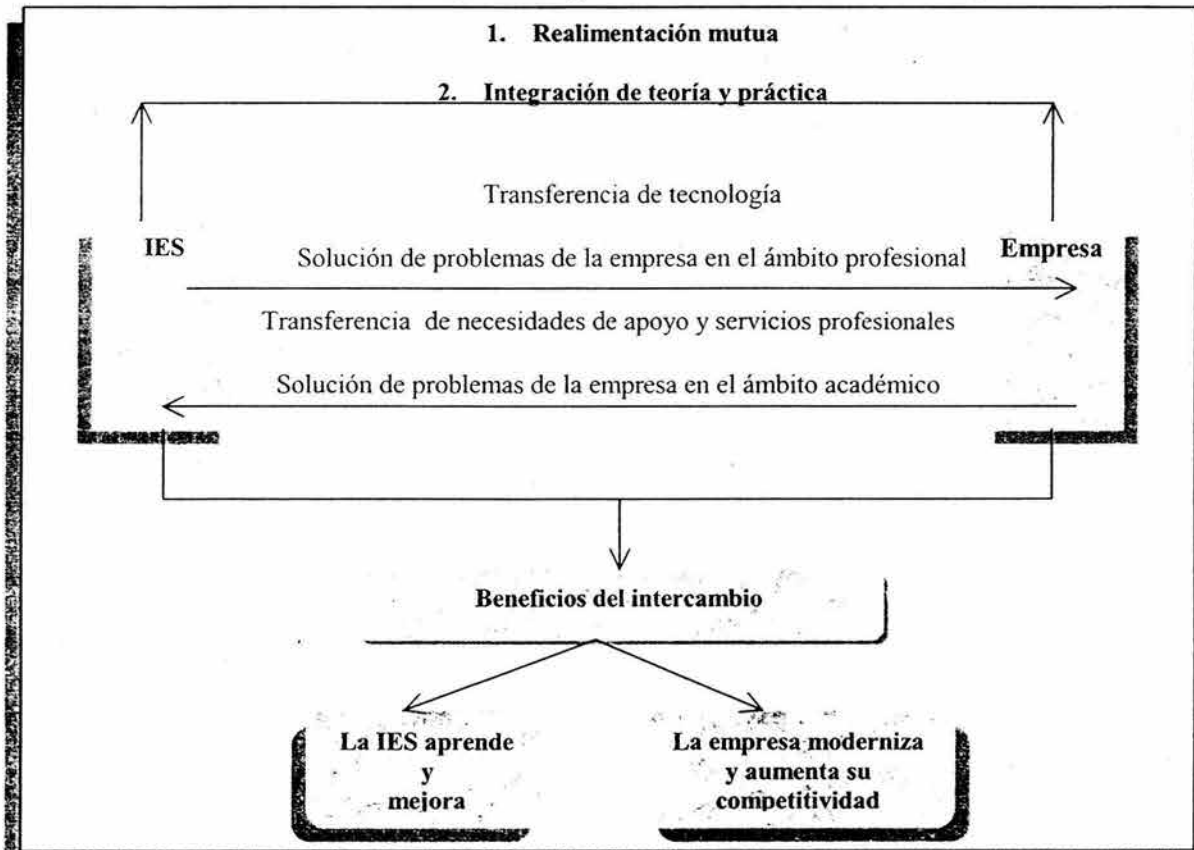 1. Realimentación mutua
2. Integración de teoría y práctica
Transferencia de tecnología
IES
Solución de problemas de la empresa en el ámbito profesional
Empresa
Transferencia de necesidades de apoyo y servicios profesionales
Solución de problemas de la empresa en el ámbito académico
Beneficios del intercambio
La IES aprende
y
mejora
La empresa moderniza
y aumenta su
competitividad